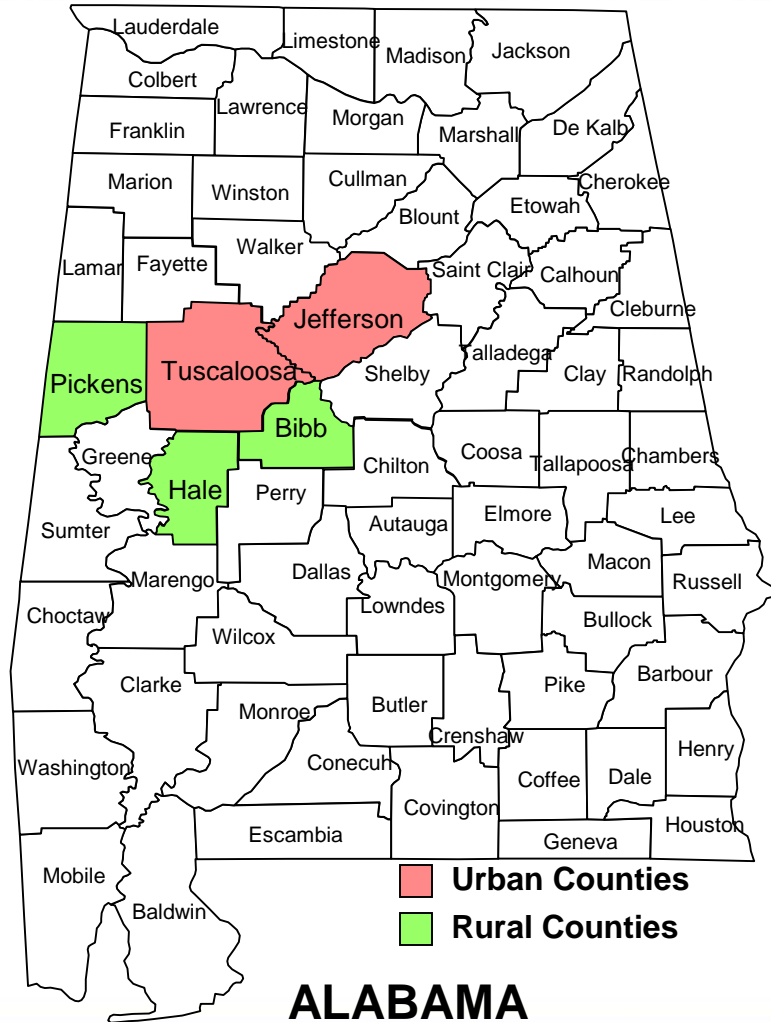 Lauderdale
Limestone
Madison
Jackson
Colbert
Lawrence
Morgan
Franklin
Marshall
De Kalb
Marion
Winston
Cullman
Cherokee
Blount
Etowah
Walker
Lamar
Fayette
Saint Clair
Calhoun
Cleburne
Jefferson
Talladega
Pickens
Tuscaloosa
Shelby
Clay
Randolph
Bibb
Greene
Chilton
Coosa
Tallapoosa
Chambers
Hale
Perry
Sumter
Autauga
Elmore
Lee
Marengo
Dallas
Montgomery
Macon
Russell
Choctaw
Lowndes
Bullock
Wilcox
Clarke
Pike
Barbour
Monroe
Butler
Crenshaw
Washington
Conecuh
Coffee
Dale
Henry
Covington
Escambia
Geneva
Houston
Mobile
Baldwin
Urban Counties
Rural Counties
ALABAMA